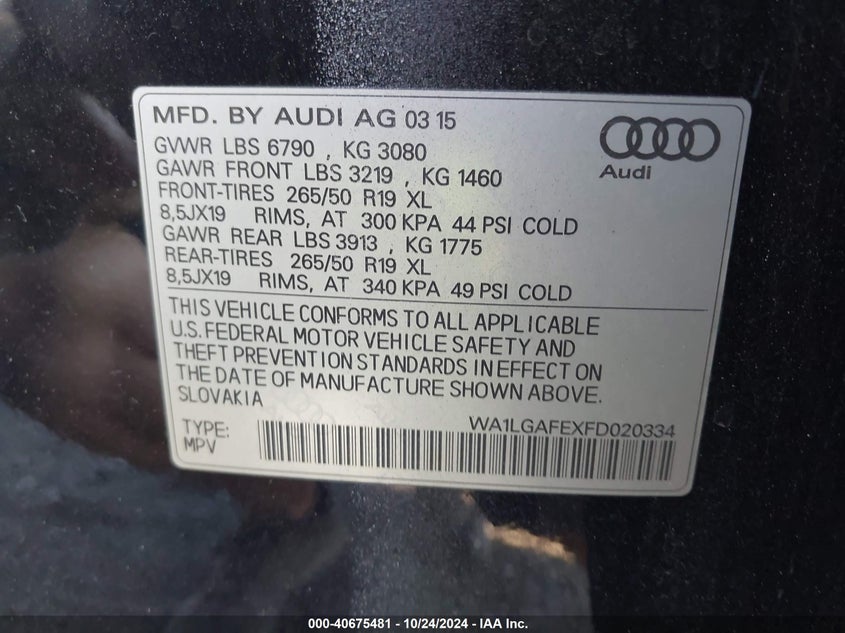 MFD. BY AUDI AG 03 15
GVWR LBS 6790 , KG 3080
GAWR FRONT LBS 3219 , KG 1460
FRONT-TIRES 265/50 R19 XL
8,5JX19 RIMS, AT 300 KPA 44 PSI COLD
GAWR REAR LBS 3913 , KG 1775
REAR-TIRES 265/50 R19 XL
8,5JX19 RIMS, AT 340 KPA 49 PSI COLD
Audi
THIS VEHICLE CONFORMS TO ALL APPLICABLE
U.S. FEDERAL MOTOR VEHICLE SAFETY AND
THEFT PREVENTION STANDARDS IN EFFECT ON
THE DATE OF MANUFACTURE SHOWN ABOVE.
SLOVAKIA
TYPE:
MPV
WA1LGAFEXFD020334
000-40675481 - 10/24/2024 - IAA Inc.